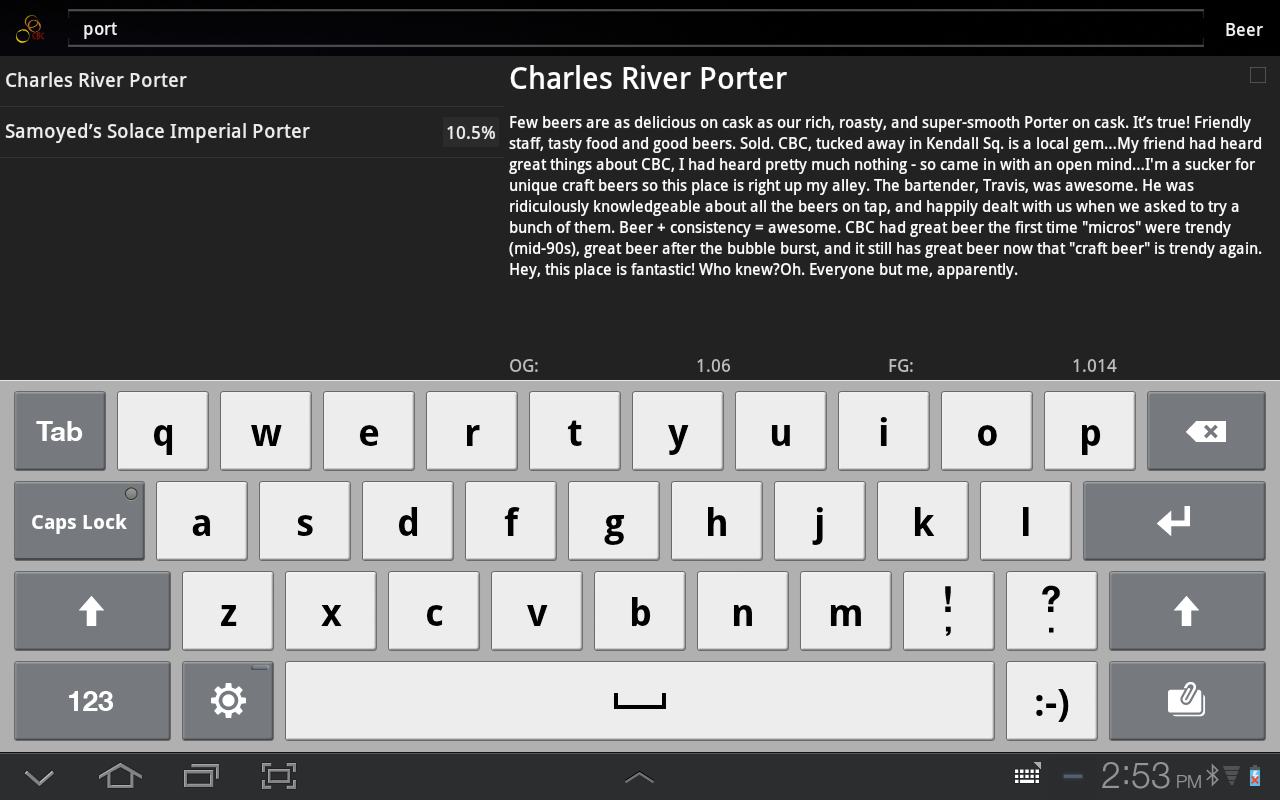 port
Beer
Charles River Porter
Samoyed's Solace Imperial Porter 10.5%
Charles River Porter
Few beers are as delicious on cask as our rich, roasty, and super-smooth Porter on cask. It's true! Friendly
staff, tasty food and good beers. Sold. CBC, tucked away in Kendall Sq. is a local gem...My friend had heard
great things about CBC, I had heard pretty much nothing - so came in with an open mind...I'm a sucker for
unique craft beers so this place is right up my alley. The bartender, Travis, was awesome. He was
ridiculously knowledgeable about all the beers on tap, and happily dealt with us when we asked to try a
bunch of them. Beer + consistency = awesome. CBC had great beer the first time "micros" were trendy
(mid-90s), great beer after the bubble burst, and it still has great beer now that "craft beer" is trendy again.
Hey, this place is fantastic! Who knew?Oh. Everyone but me, apparently.
OG: 1.06 FG: 1.014
Tab q w e r t y u i o p
Caps Lock a s d f g h j k l
z x c v b n m ! , ? .
123 :-)
2:53 PM